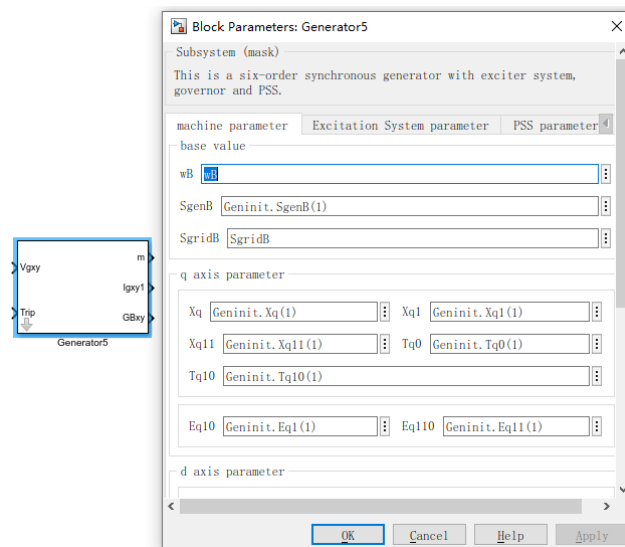 Block Parameters: Generator5
Subsystem (mask)
This is a six-order synchronous generator with exciter system,
governor and PSS.
machine parameter Excitation System parameter PSS parameter
base value
wB wB
SgenB Geninit.SgenB(1)
SgridB SgridB
q axis parameter
Xq Geninit.Xq(1) Xq1 Geninit.Xq1(1)
Xq11 Geninit.Xq11(1) Tq0 Geninit.Tq0(1)
Tq10 Geninit.Tq10(1)
Eq10 Geninit.Eq1(1) Eq110 Geninit.Eq11(1)
d axis parameter
OK Cancel Help Apply
Vgxy
Trip
m
Igxy1
GBxy
Generator5